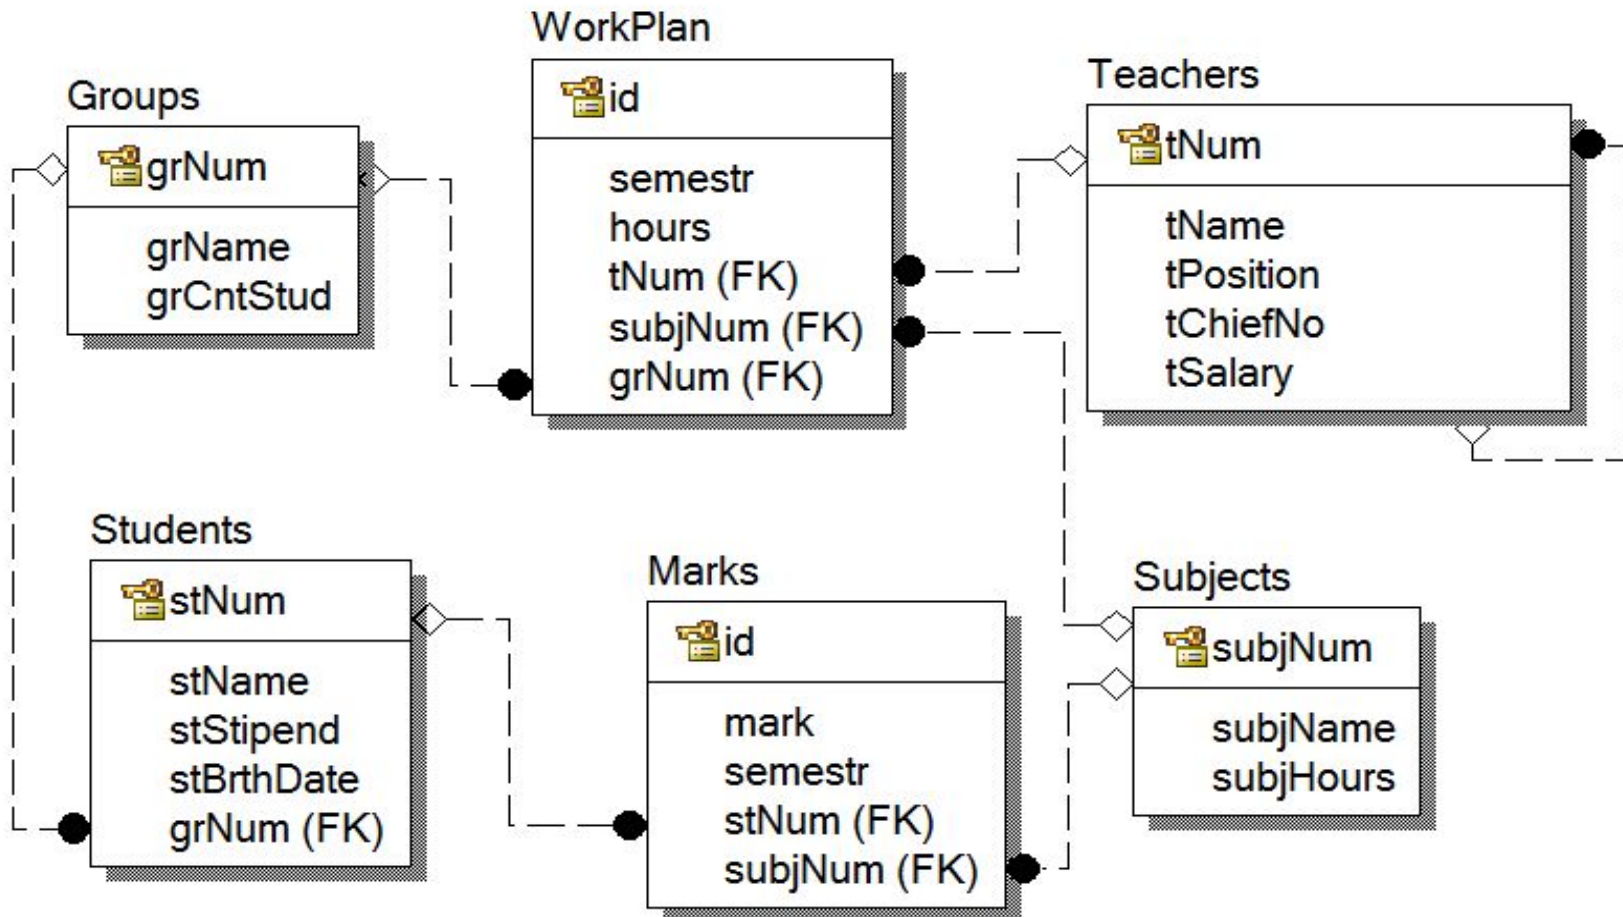 WorkPlan
id
semestr
hours
tNum (FK)
subjNum (FK)
grNum (FK)
Groups
grNum
grName
grCntStud
Teachers
tNum
tName
tPosition
tChiefNo
tSalary
Students
stNum
stName
stStipend
stBrthDate
grNum (FK)
Marks
id
mark
semestr
stNum (FK)
subjNum (FK)
Subjects
subjNum
subjName
subjHours